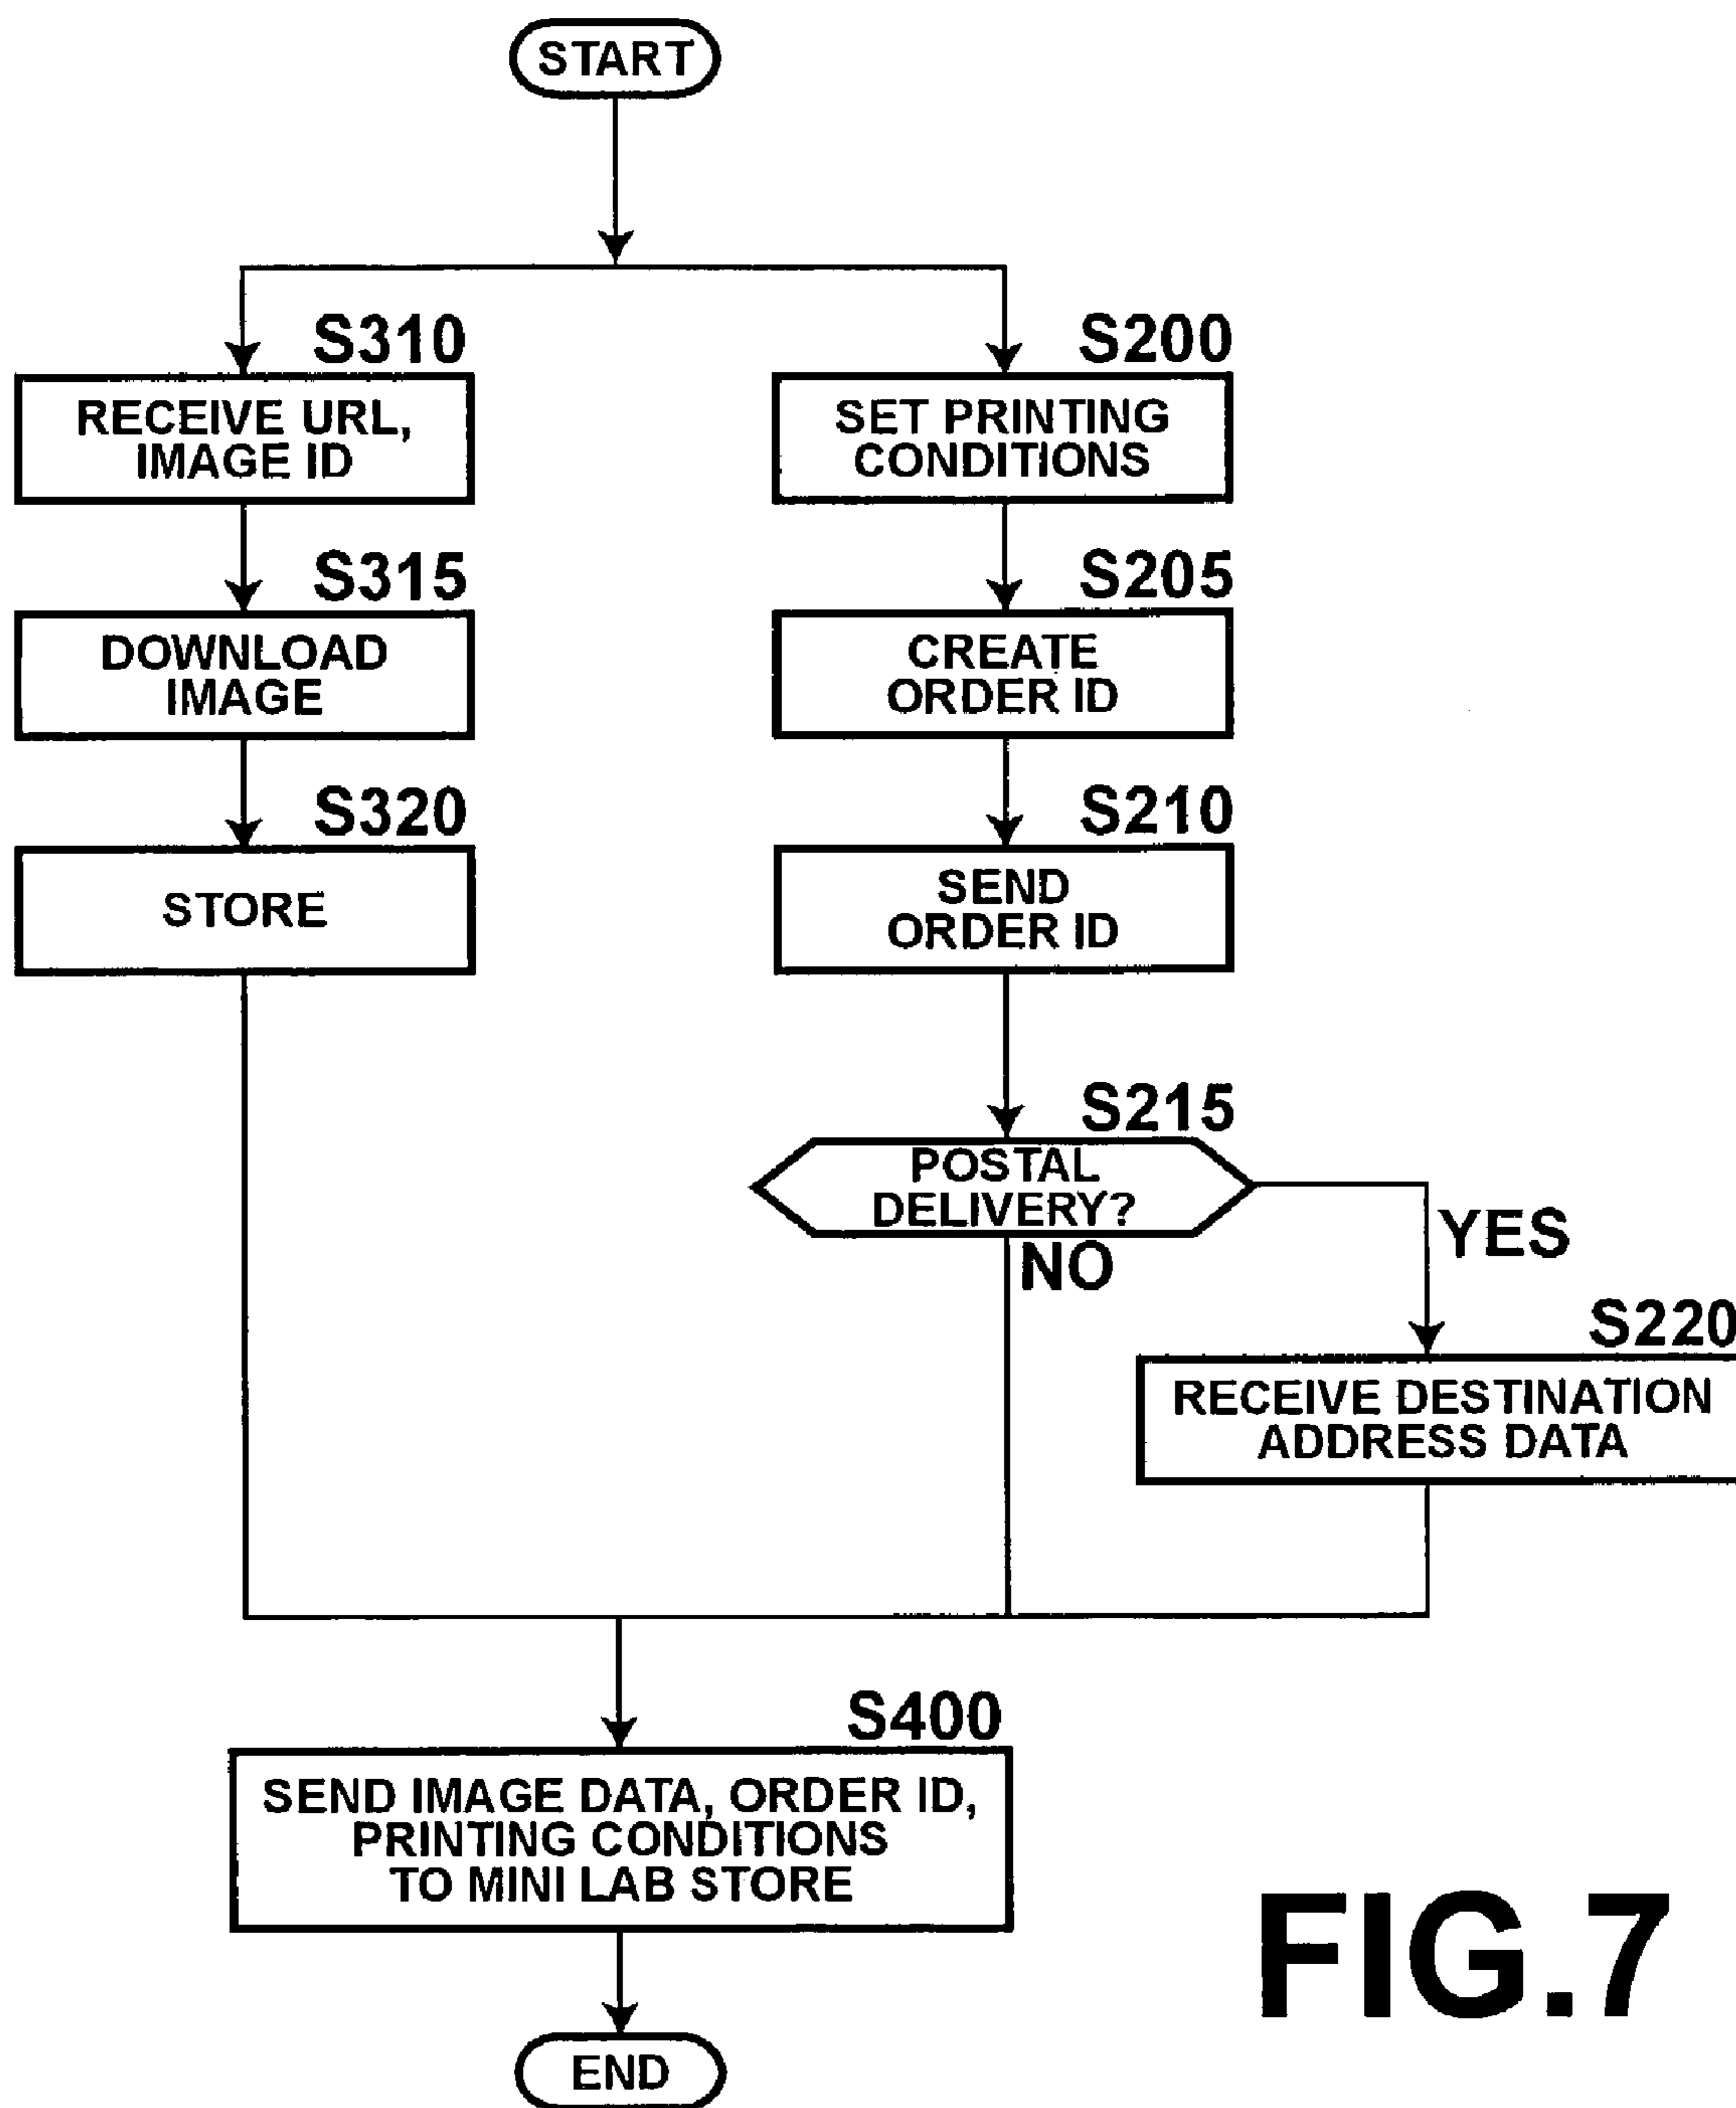 START
S310
RECEIVE URL,
IMAGE ID
S315
DOWNLOAD
IMAGE
S320
STORE
S200
SET PRINTING
CONDITIONS
S205
CREATE
ORDER ID
S210
SEND
ORDER ID
S215
POSTAL
DELIVERY?
NO
YES
S220
RECEIVE DESTINATION
ADDRESS DATA
S400
SEND IMAGE DATA, ORDER ID,
PRINTING CONDITIONS
TO MINI LAB STORE
END
FIG.7